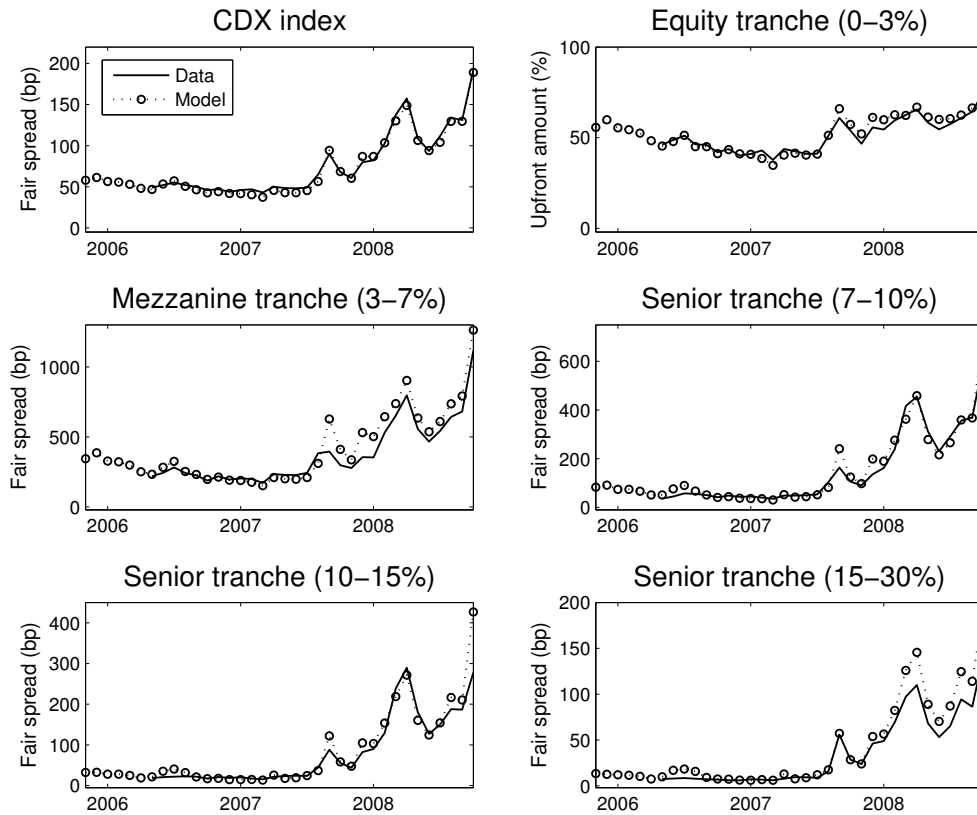 CDX index
Fair spread (bp)
200
150
100
50
0
Data
Model
2006 2007 2008
Equity tranche (0−3%)
Upfront amount (%)
100
50
0
2006 2007 2008
Mezzanine tranche (3−7%)
Fair spread (bp)
1000
500
0
2006 2007 2008
Senior tranche (7−10%)
Fair spread (bp)
600
400
200
0
2006 2007 2008
Senior tranche (10−15%)
Fair spread (bp)
400
300
200
100
0
2006 2007 2008
Senior tranche (15−30%)
Fair spread (bp)
200
150
100
50
0
2006 2007 2008